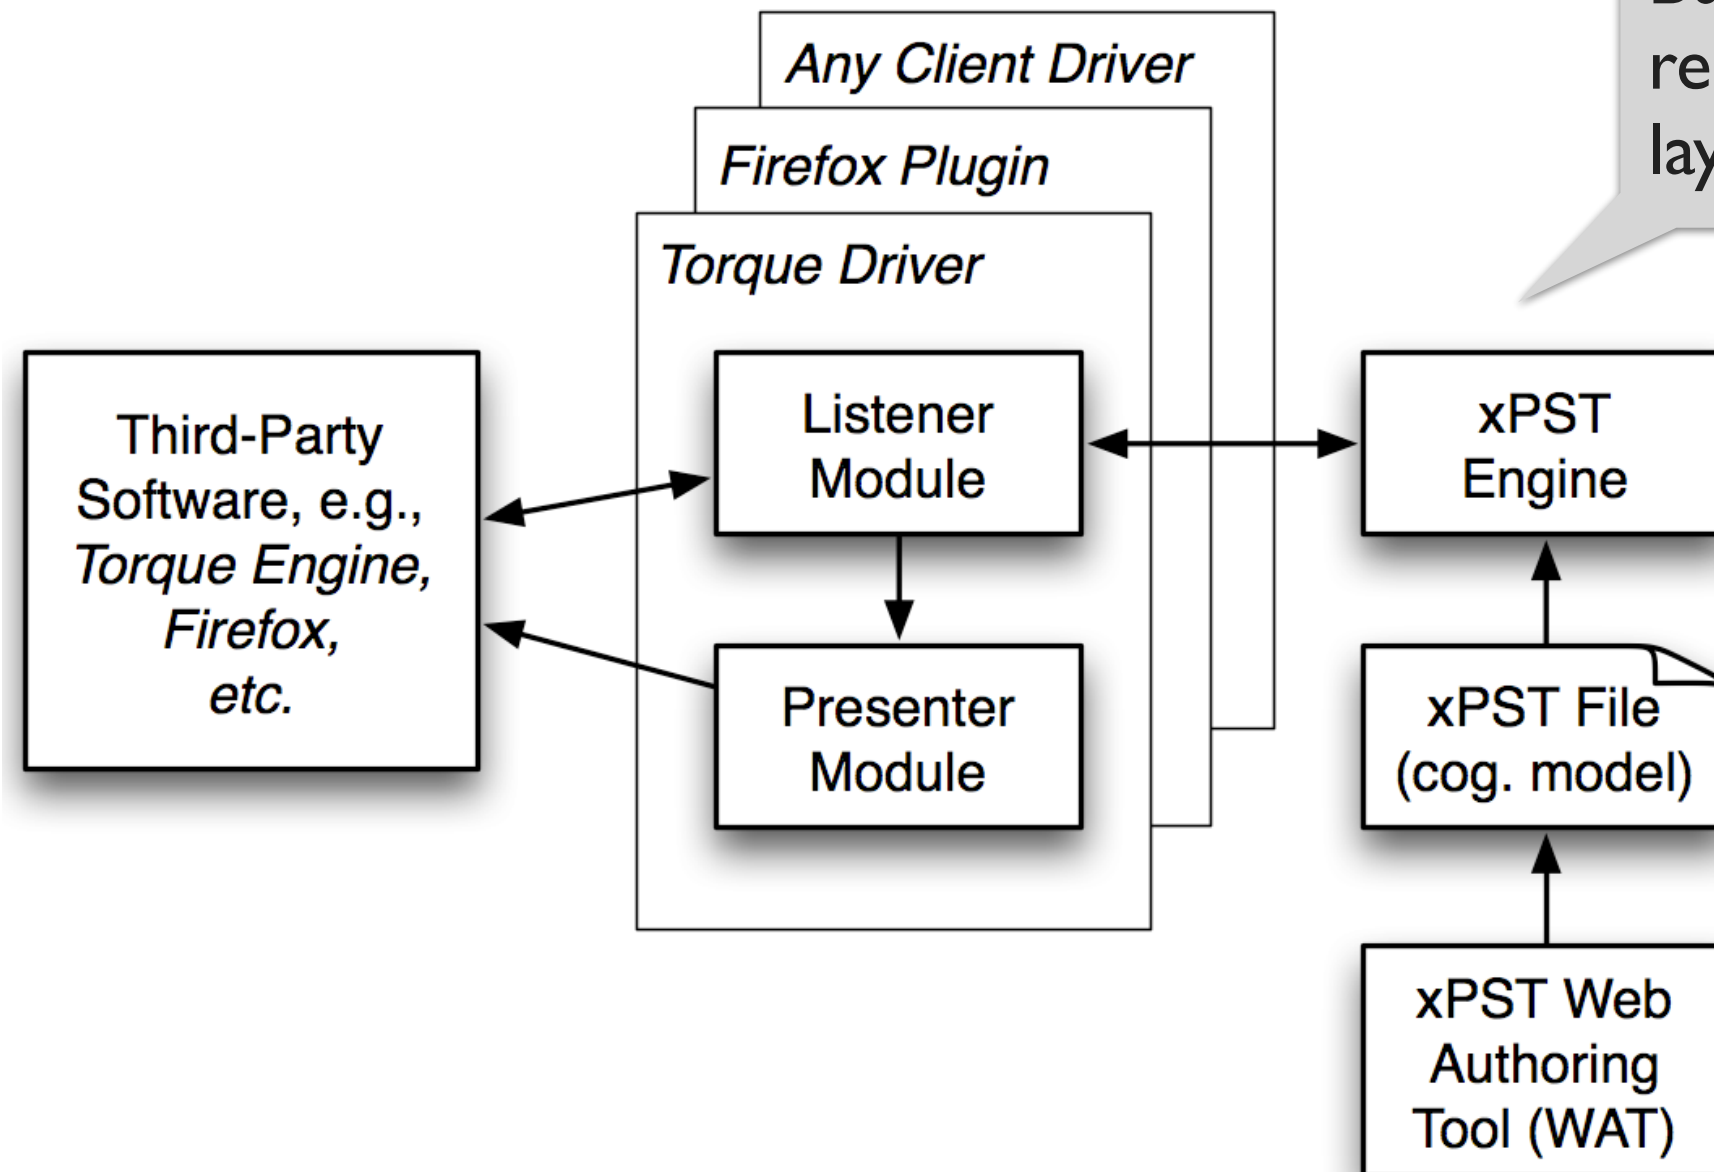 Any Client Driver
Firefox Plugin
Torque Driver
Third-Party
Software, e.g.,
Torque Engine,
Firefox,
etc.
Listener
Module
Presenter
Module
xPST
Engine
xPST File
(cog. model)
xPST Web
Authoring
Tool (WAT)